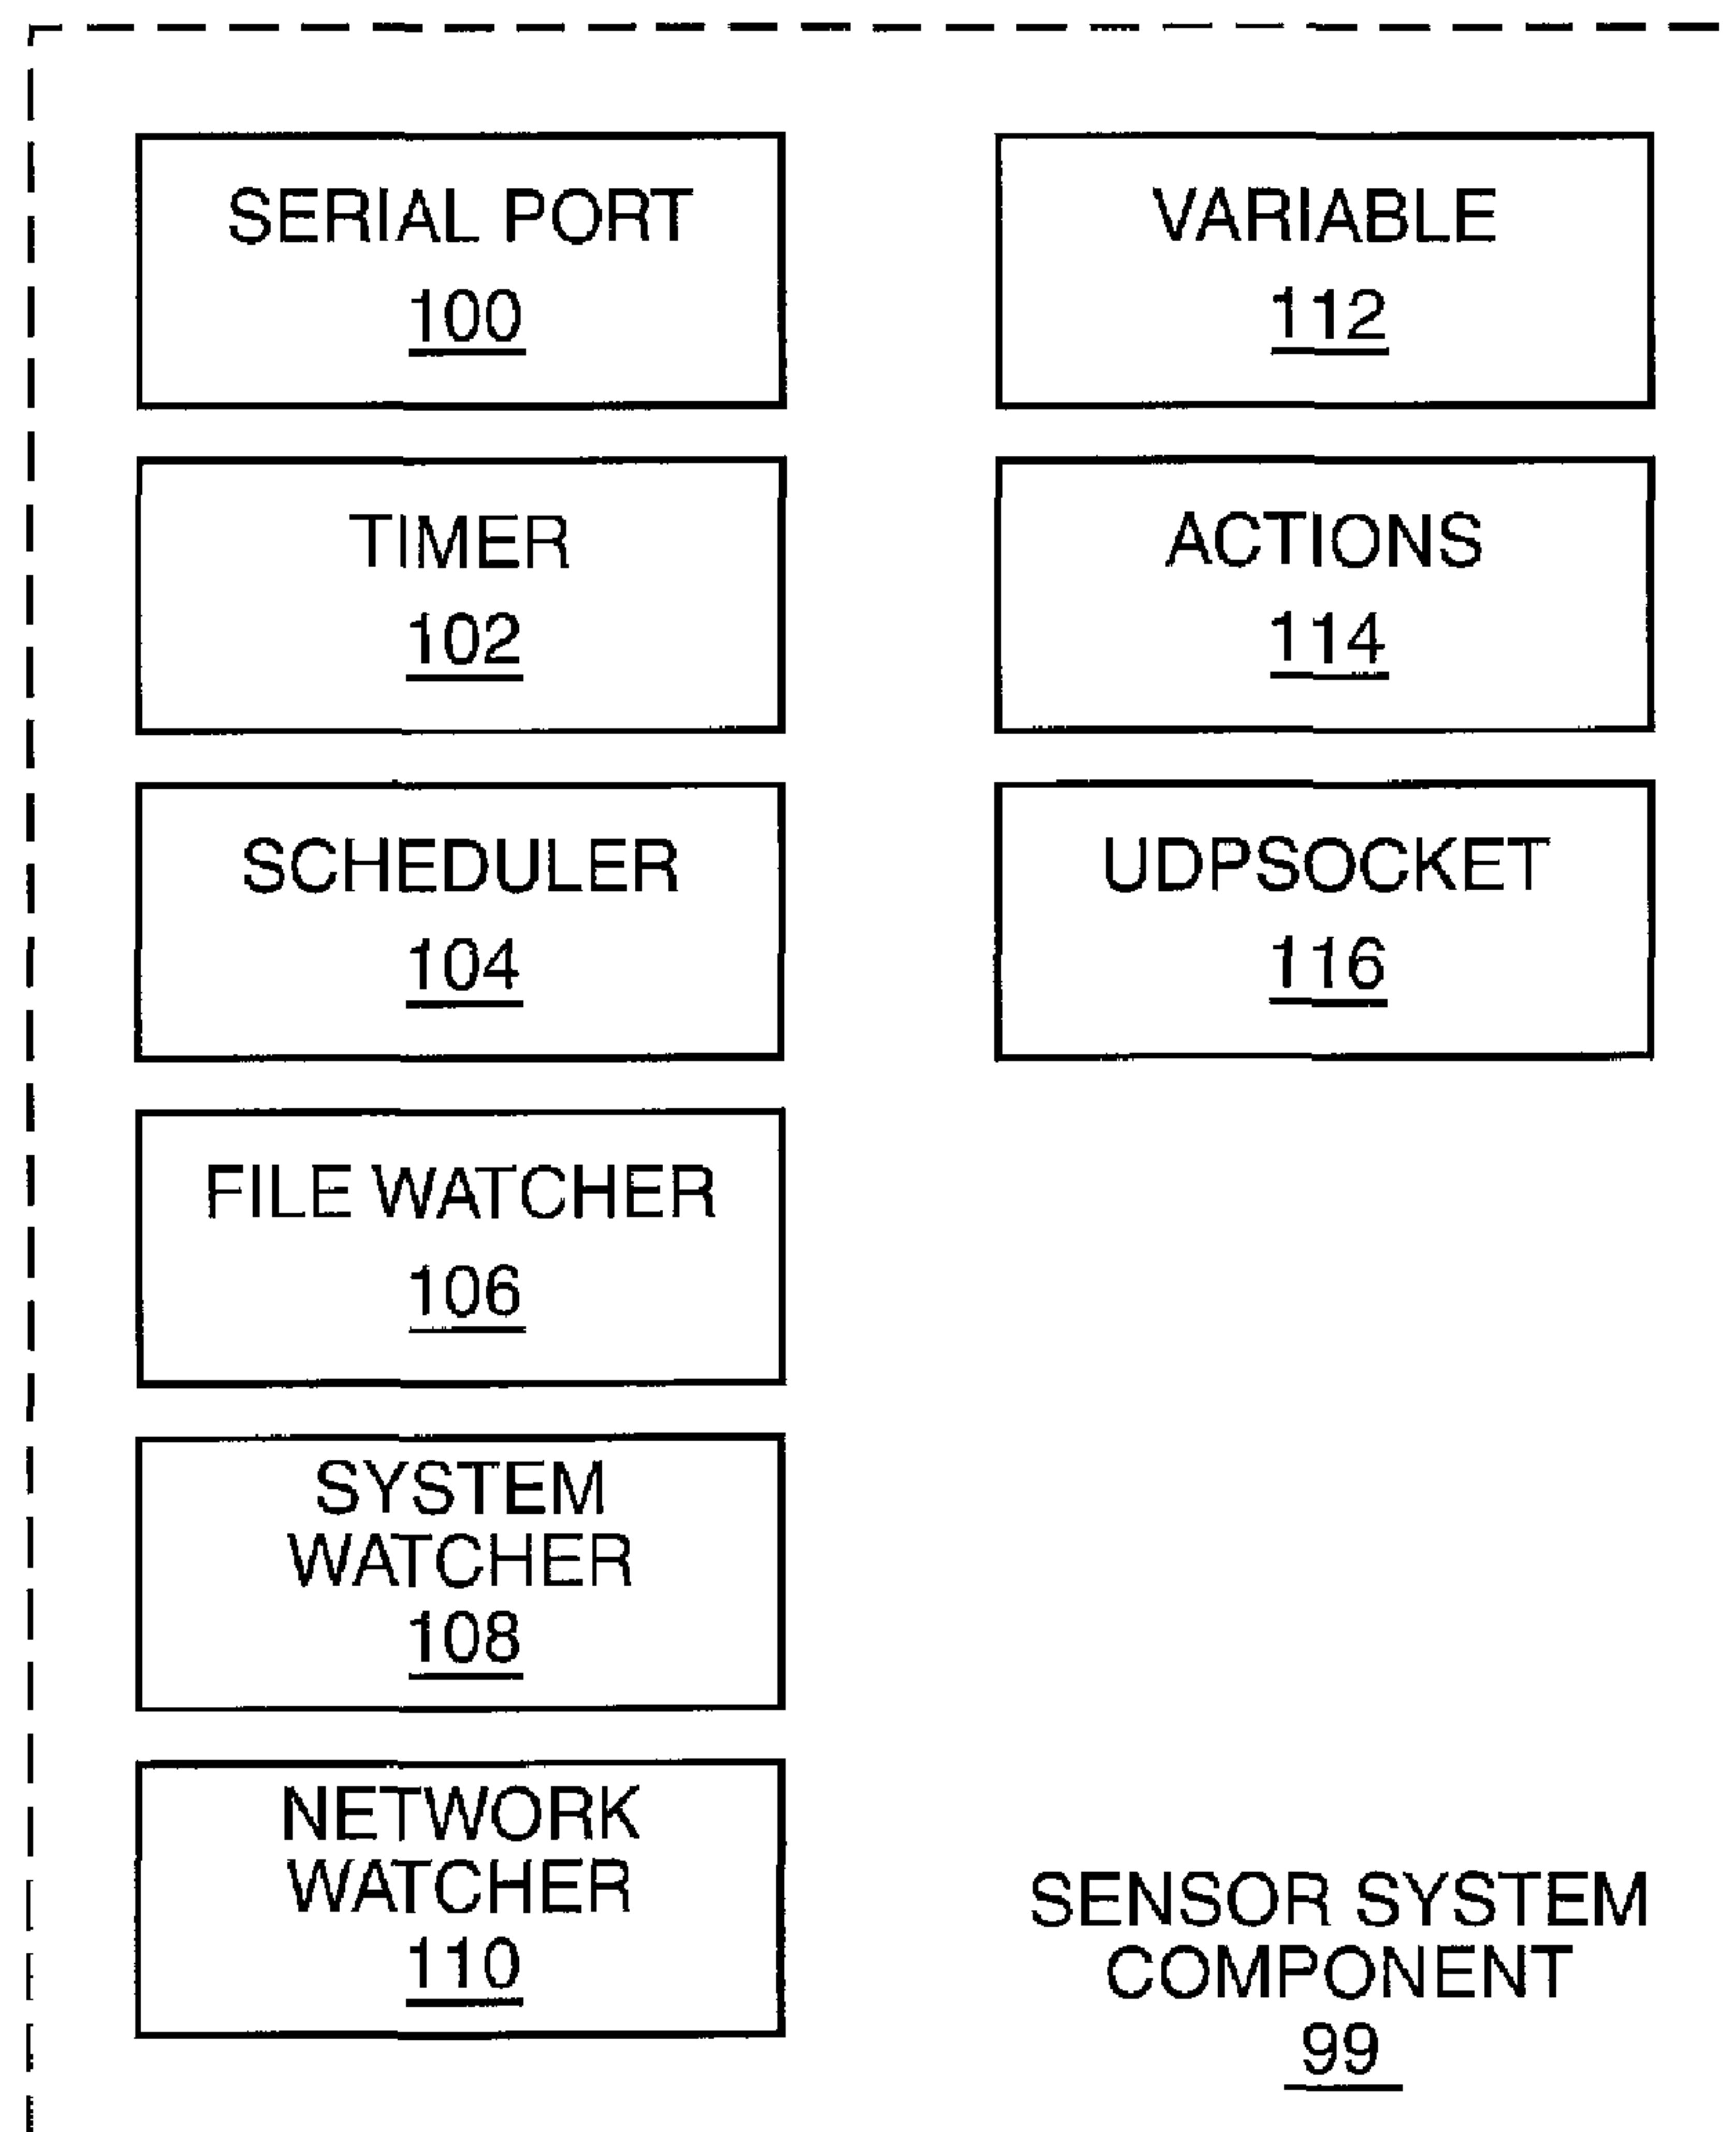 SERIAL PORT
100
TIMER
102
SCHEDULER
104
FILE WATCHER
106
SYSTEM
WATCHER
108
NETWORK
WATCHER
110
VARIABLE
112
ACTIONS
114
UDPSOCKET
116
SENSOR SYSTEM
COMPONENT
99